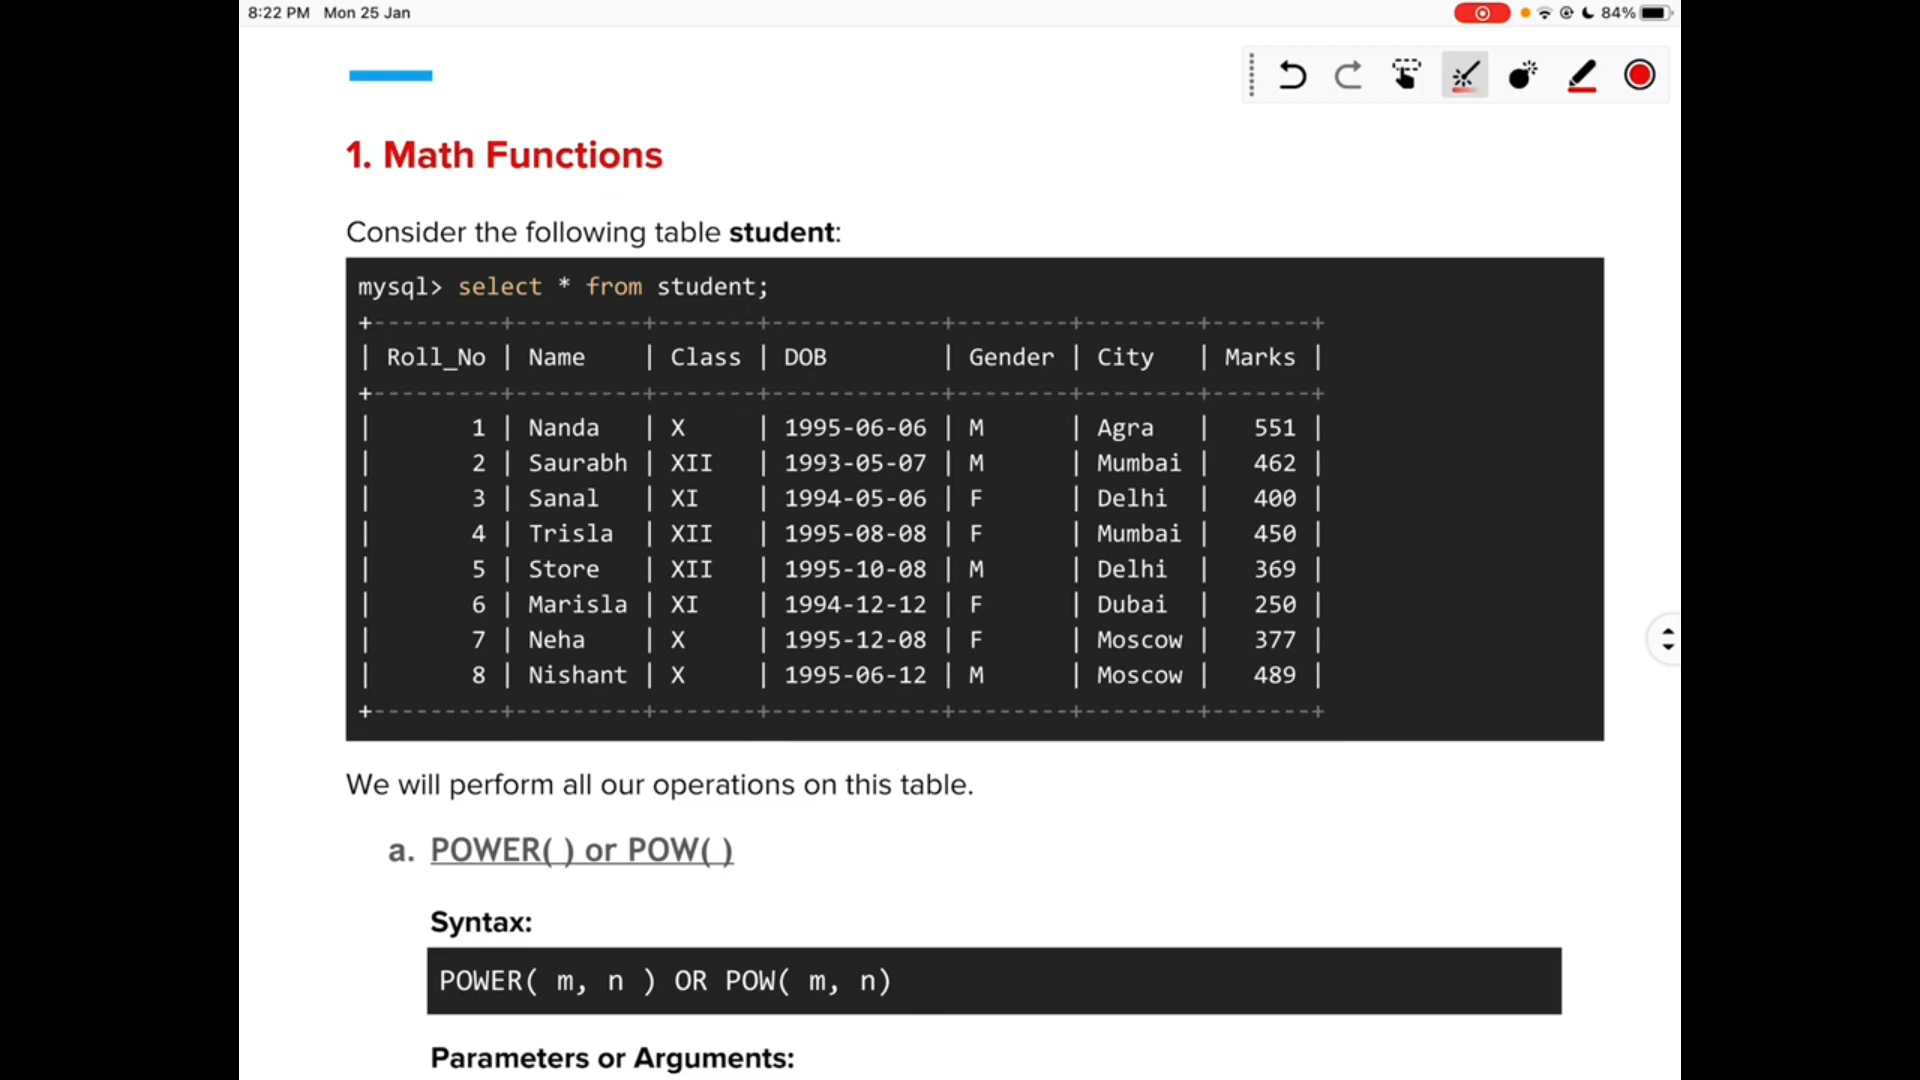 8:22 PM Mon 25 Jan 84%
1. Math Functions
Consider the following table student:
mysql> select * from student;
+---------+---------+-------+------------+--------+--------+-------+
| Roll_No | Name    | Class | DOB        | Gender | City   | Marks |
+---------+---------+-------+------------+--------+--------+-------+
|       1 | Nanda   | X     | 1995-06-06 | M      | Agra   |   551 |
|       2 | Saurabh | XII   | 1993-05-07 | M      | Mumbai |   462 |
|       3 | Sanal   | XI    | 1994-05-06 | F      | Delhi  |   400 |
|       4 | Trisla  | XII   | 1995-08-08 | F      | Mumbai |   450 |
|       5 | Store   | XII   | 1995-10-08 | M      | Delhi  |   369 |
|       6 | Marisla | XI    | 1994-12-12 | F      | Dubai  |   250 |
|       7 | Neha    | X     | 1995-12-08 | F      | Moscow |   377 |
|       8 | Nishant | X     | 1995-06-12 | M      | Moscow |   489 |
+---------+---------+-------+------------+--------+--------+-------+
We will perform all our operations on this table.
a. POWER( ) or POW( )
Syntax:
POWER( m, n ) OR POW( m, n)
Parameters or Arguments: